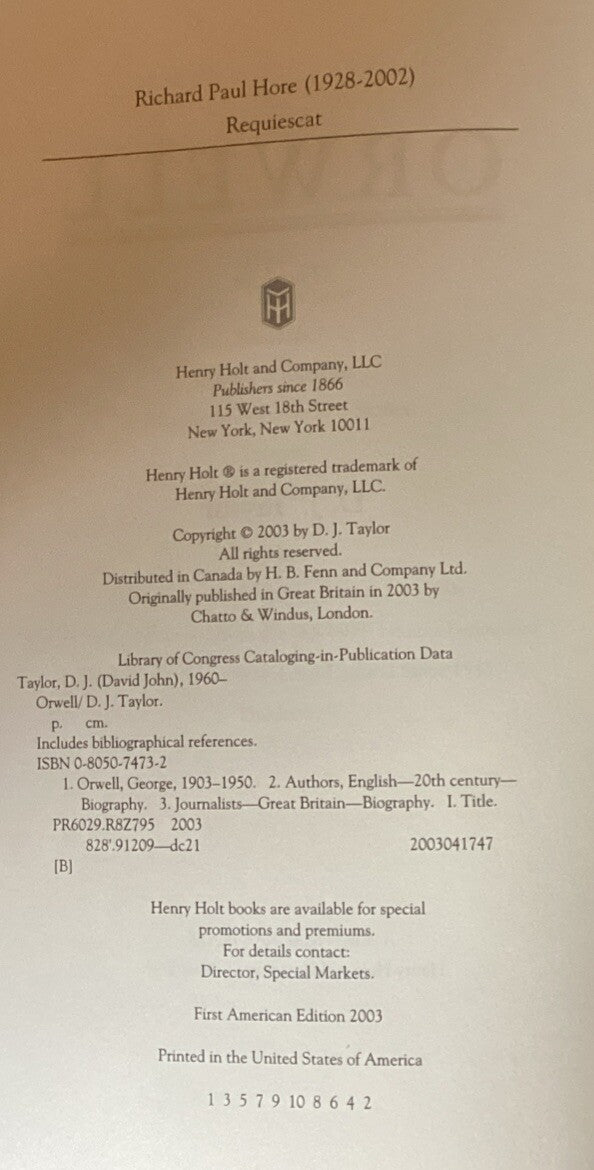 Richard Paul Hore (1928-2002)
Requiescat
Henry Holt and Company, LLC
Publishers since 1866
115 West 18th Street
New York, New York 10011
Henry Holt ® is a registered trademark of
Henry Holt and Company, LLC.
Copyright © 2003 by D. J. Taylor
All rights reserved.
Distributed in Canada by H. B. Fenn and Company Ltd.
Originally published in Great Britain in 2003 by
Chatto & Windus, London.
Library of Congress Cataloging-in-Publication Data
Taylor, D. J. (David John), 1960–
Orwell/ D. J. Taylor.
p. cm.
Includes bibliographical references.
ISBN 0-8050-7473-2
1. Orwell, George, 1903–1950. 2. Authors, English—20th century—
Biography. 3. Journalists—Great Britain—Biography. I. Title.
PR6029.R8Z795 2003
828'.91209—dc21 2003041747
[B]
Henry Holt books are available for special
promotions and premiums.
For details contact:
Director, Special Markets.
First American Edition 2003
Printed in the United States of America
1 3 5 7 9 10 8 6 4 2